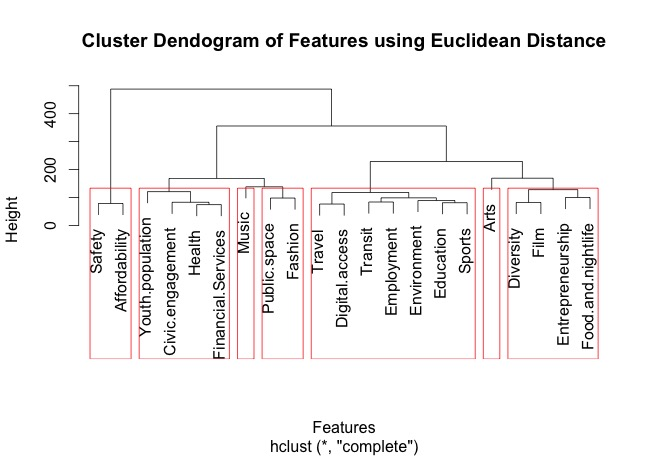 Cluster Dendogram of Features using Euclidean Distance
Height
0
200
400
Safety
Affordability
Youth.population
Civic.engagement
Health
Financial.Services
Music
Public.space
Fashion
Travel
Digital.access
Transit
Employment
Environment
Education
Sports
Arts
Diversity
Film
Entrepreneurship
Food.and.nightlife
Features
hclust (*, "complete")